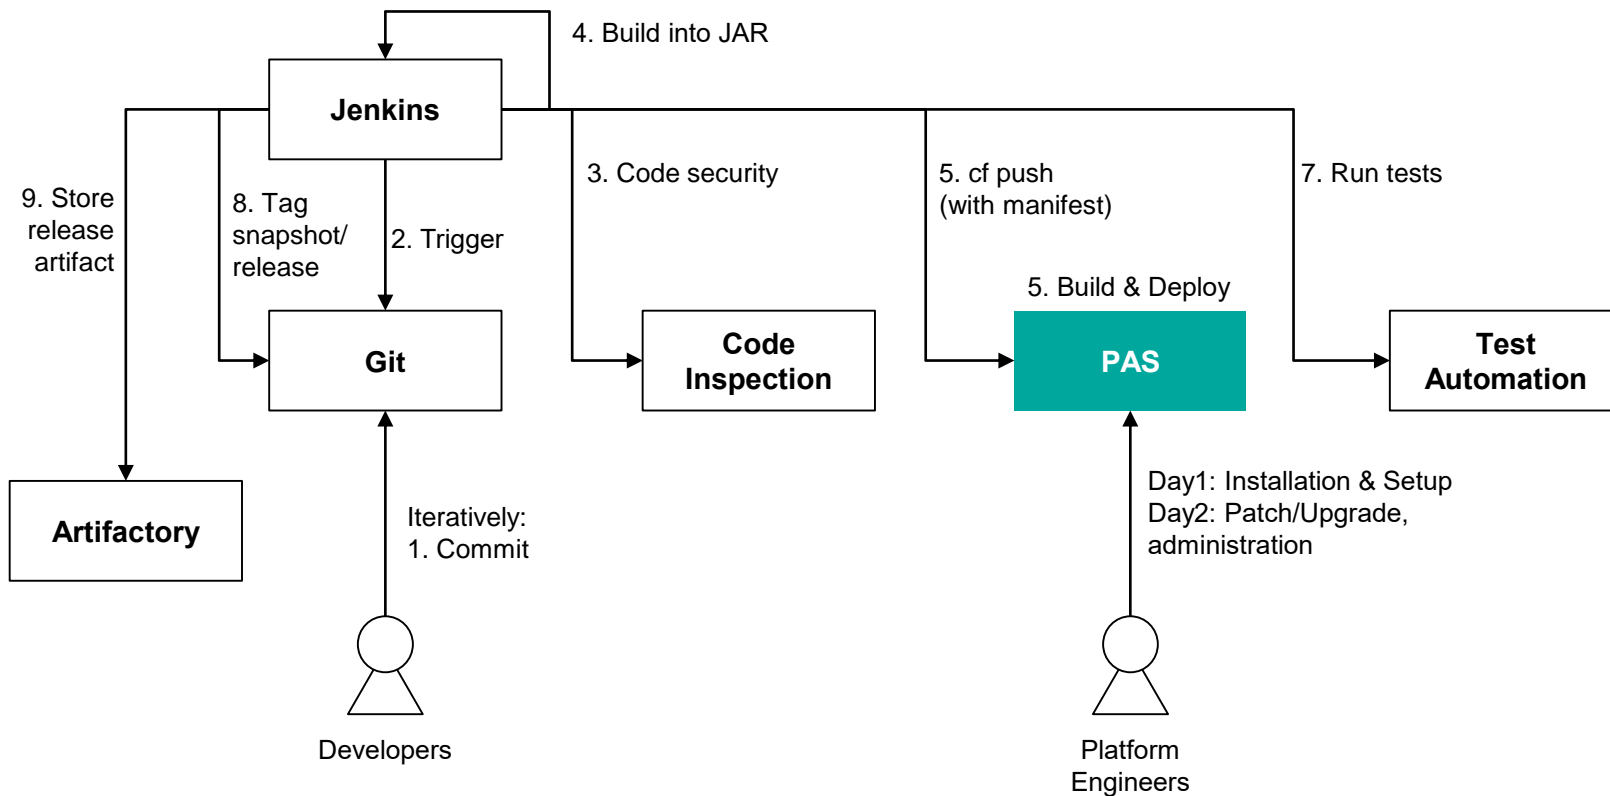 4. Build into JAR
Jenkins
9. Store
release
artifact
8. Tag
snapshot/
release
2. Trigger
3. Code security
5. cf push
(with manifest)
7. Run tests
5. Build & Deploy
Git
Code
Inspection
PAS
Test
Automation
Artifactory
Iteratively:
1. Commit
Day1: Installation & Setup
Day2: Patch/Upgrade,
administration
Developers
Platform
Engineers